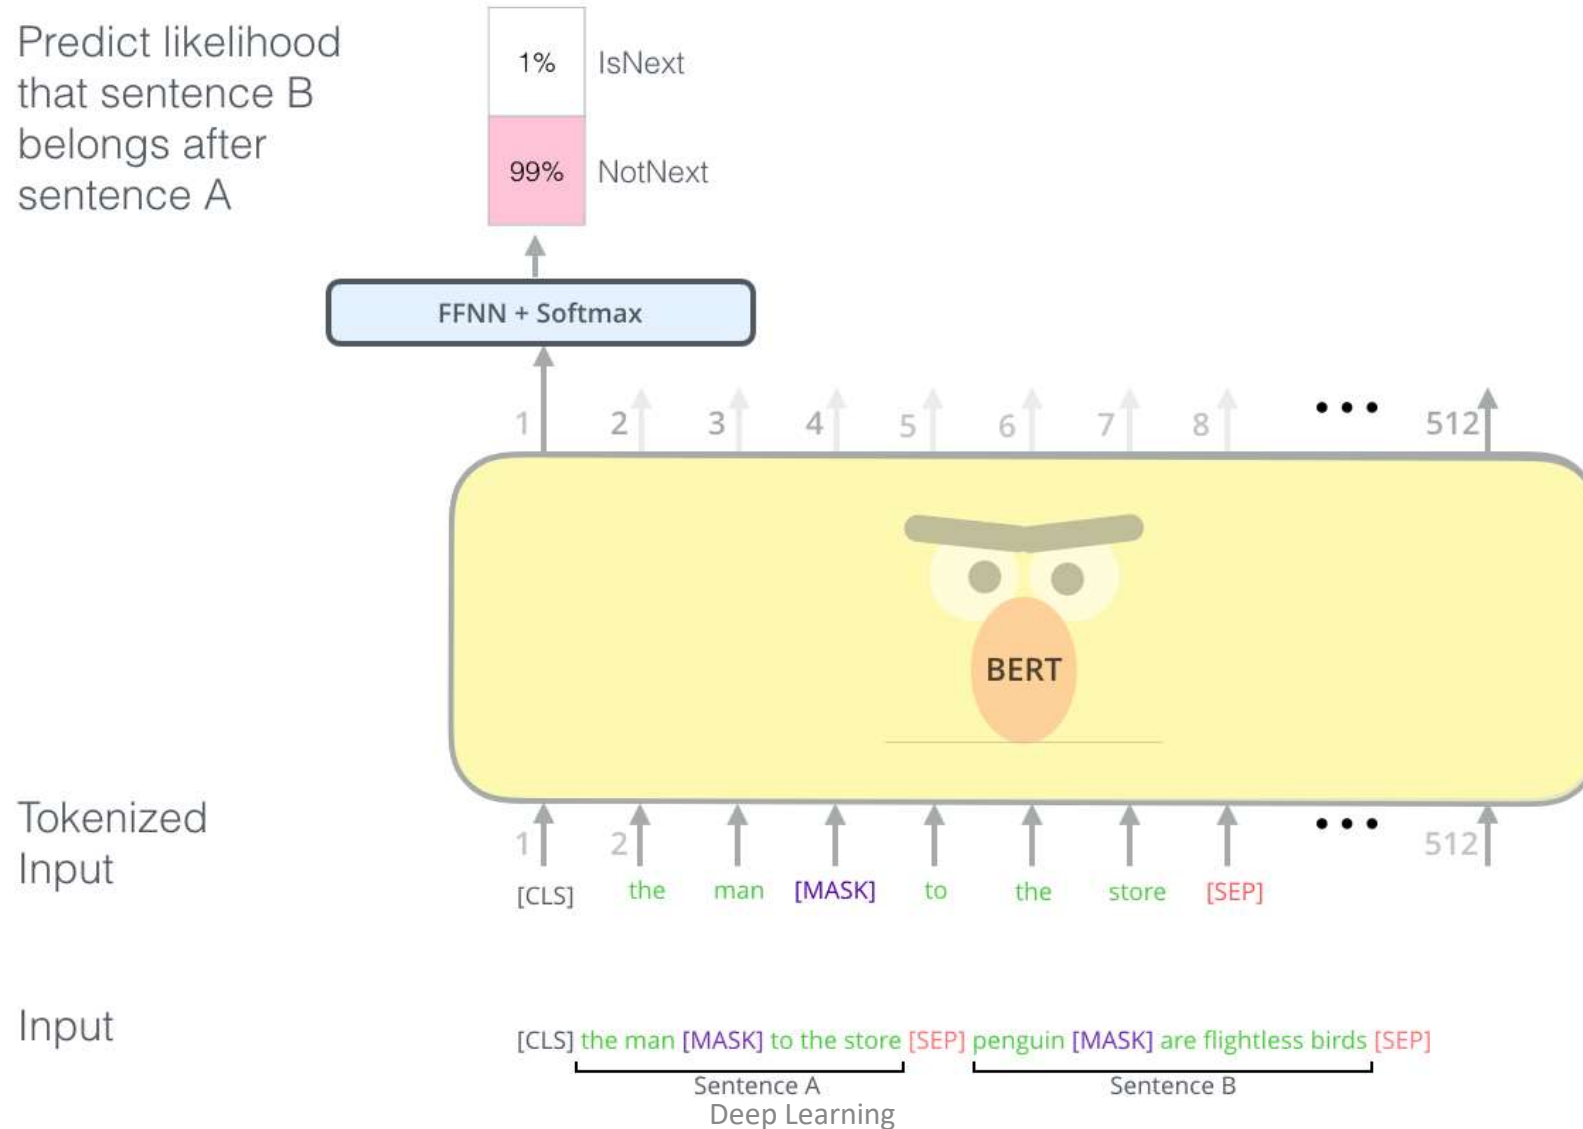 Predict likelihood
that sentence B
belongs after
sentence A
1% IsNext
99% NotNext
FFNN + Softmax
1 2 3 4 5 6 7 8 ••• 512
BERT
Tokenized
Input
1 2 ••• 512
[CLS] the man [MASK] to the store [SEP]
Input
[CLS] the man [MASK] to the store [SEP] penguin [MASK] are flightless birds [SEP]
Sentence A Sentence B
Deep Learning